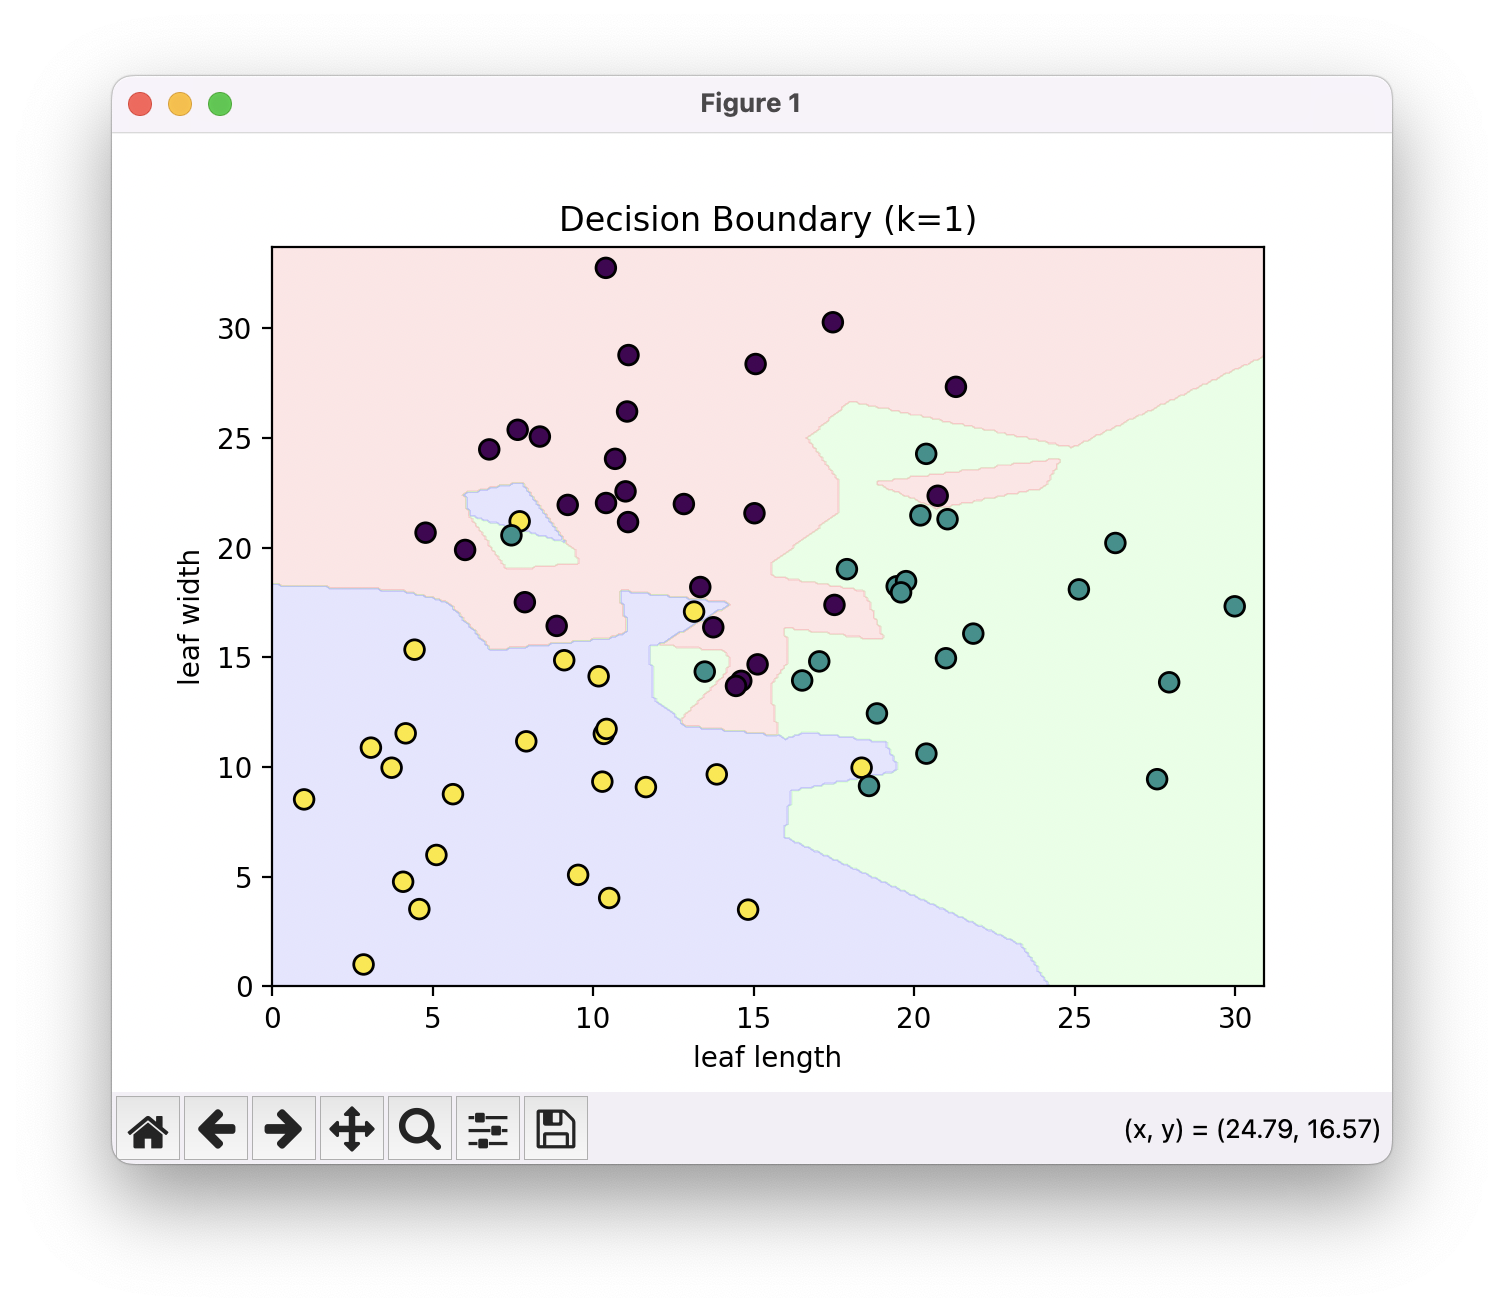 Figure 1
Decision Boundary (k=1)
30
25
20
15
10
5
0
leaf width
0 5 10 15 20 25 30
leaf length
(x, y) = (24.79, 16.57)